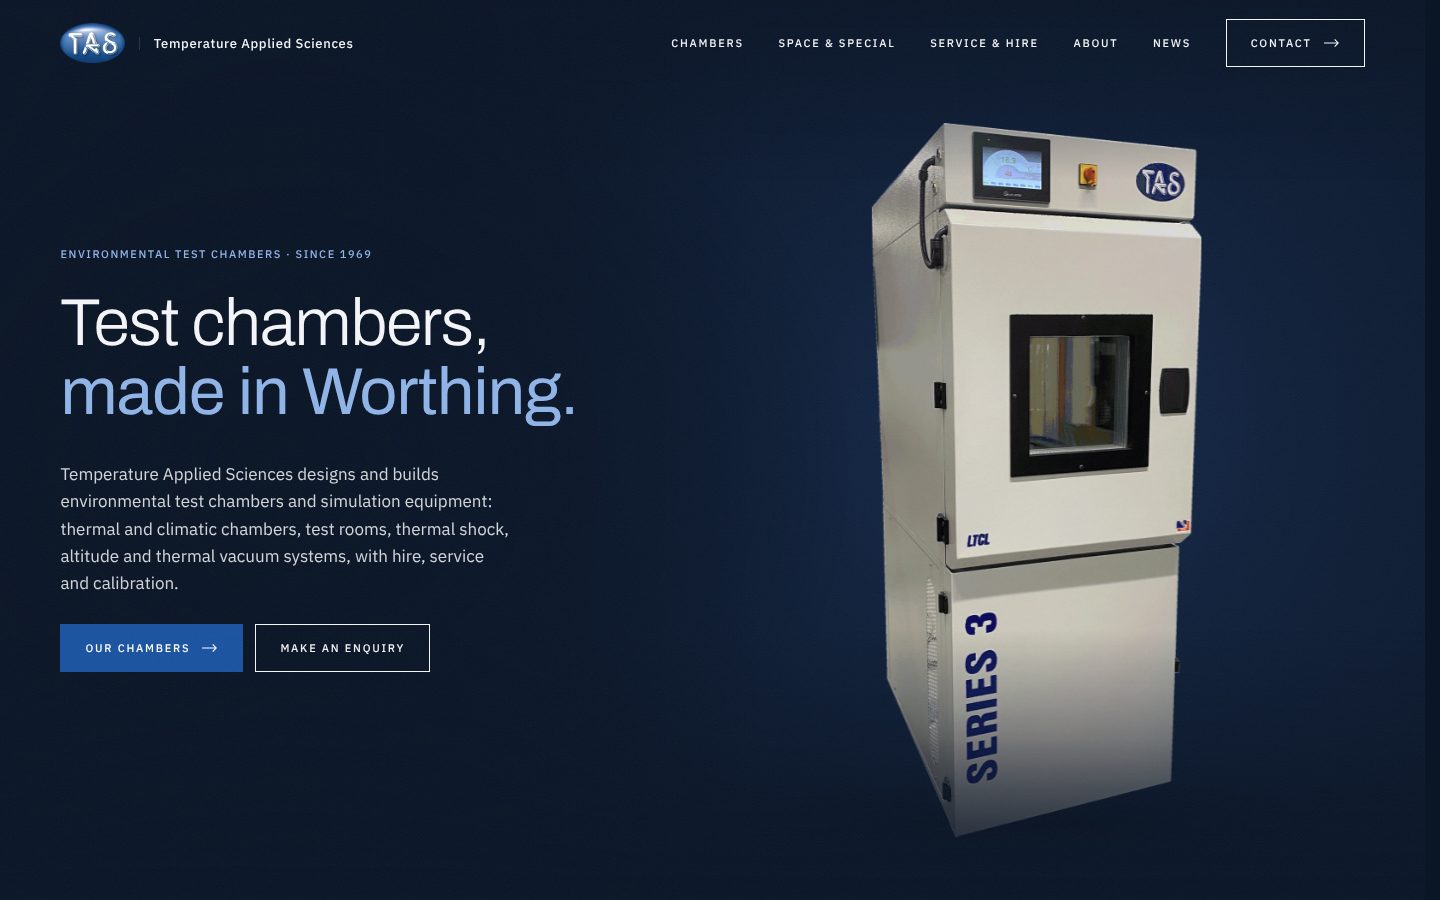 TAS
Temperature Applied Sciences
CHAMBERS
SPACE & SPECIAL
SERVICE & HIRE
ABOUT
NEWS
CONTACT
ENVIRONMENTAL TEST CHAMBERS · SINCE 1969
Test chambers,
made in Worthing.
Temperature Applied Sciences designs and builds
environmental test chambers and simulation equipment:
thermal and climatic chambers, test rooms, thermal shock,
altitude and thermal vacuum systems, with hire, service
and calibration.
OUR CHAMBERS
MAKE AN ENQUIRY
TAS
LTCL
SERIES 3